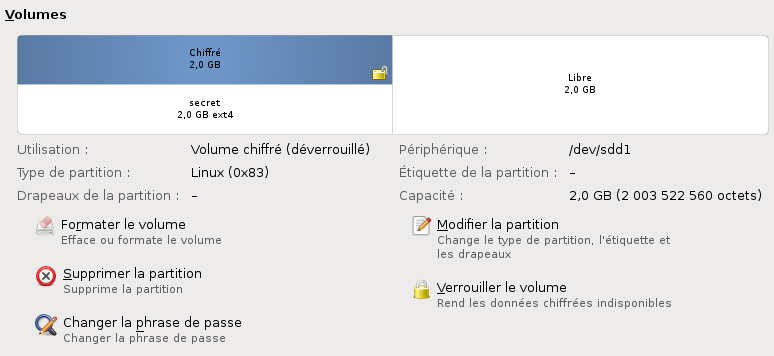 Volumes
Chiffré
2,0 GB
secret
2,0 GB ext4
Libre
2,0 GB
Utilisation : Volume chiffré (déverrouillé)
Périphérique : /dev/sdd1
Type de partition : Linux (0x83)
Étiquette de la partition : –
Drapeaux de la partition : –
Capacité : 2,0 GB (2 003 522 560 octets)
Formater le volume
Efface ou formate le volume
Modifier la partition
Change le type de partition, l'étiquette et
les drapeaux
Supprimer la partition
Supprime la partition
Verrouiller le volume
Rend les données chiffrées indisponibles
Changer la phrase de passe
Changer la phrase de passe